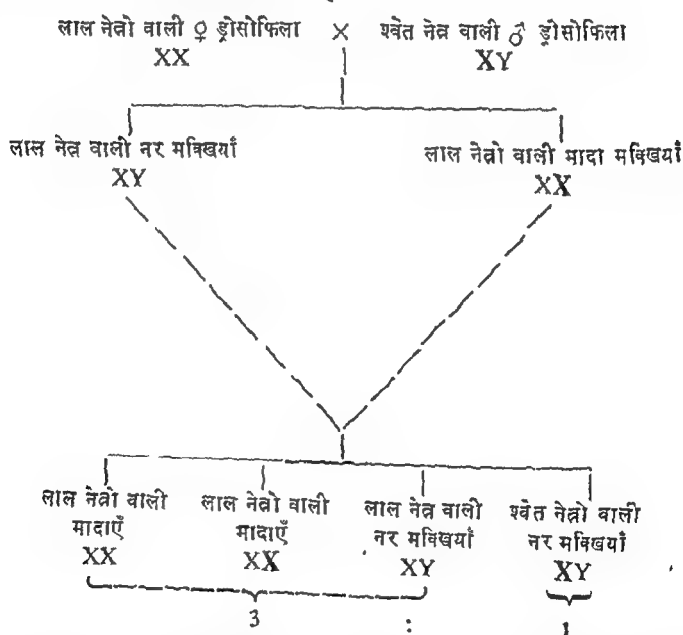 लाल नेत्रो वाली ♀ ड्रोसोफिला × श्वेत नेत्र वाली ♂ ड्रोसोफिला
XX XY
लाल नेत्र वाली नर मक्खियाँ लाल नेत्रो वाली मादा मक्खियाँ
XY XX
लाल नेत्रो वाली लाल नेत्रो वाली लाल नेत्र वाली श्वेत नेत्रो वाली
मादाएँ मादाएँ नर मक्खियाँ नर मक्खियाँ
XX XX XY XY
3 : 1